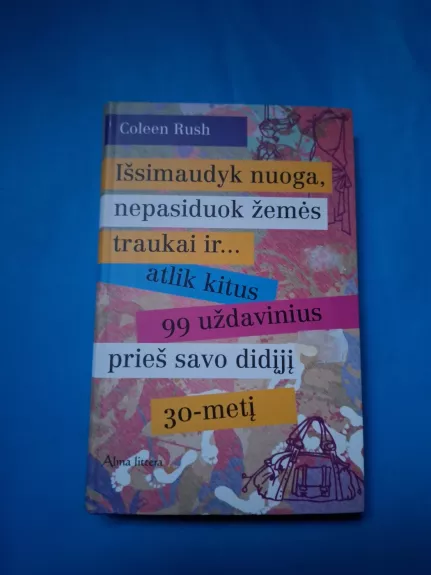 Coleen Rush
Išsimaudyk nuoga,
nepasiduok žemės
traukai ir...
atlik kitus
99 uždavinius
prieš savo didįjį
30-metį
Alma littera